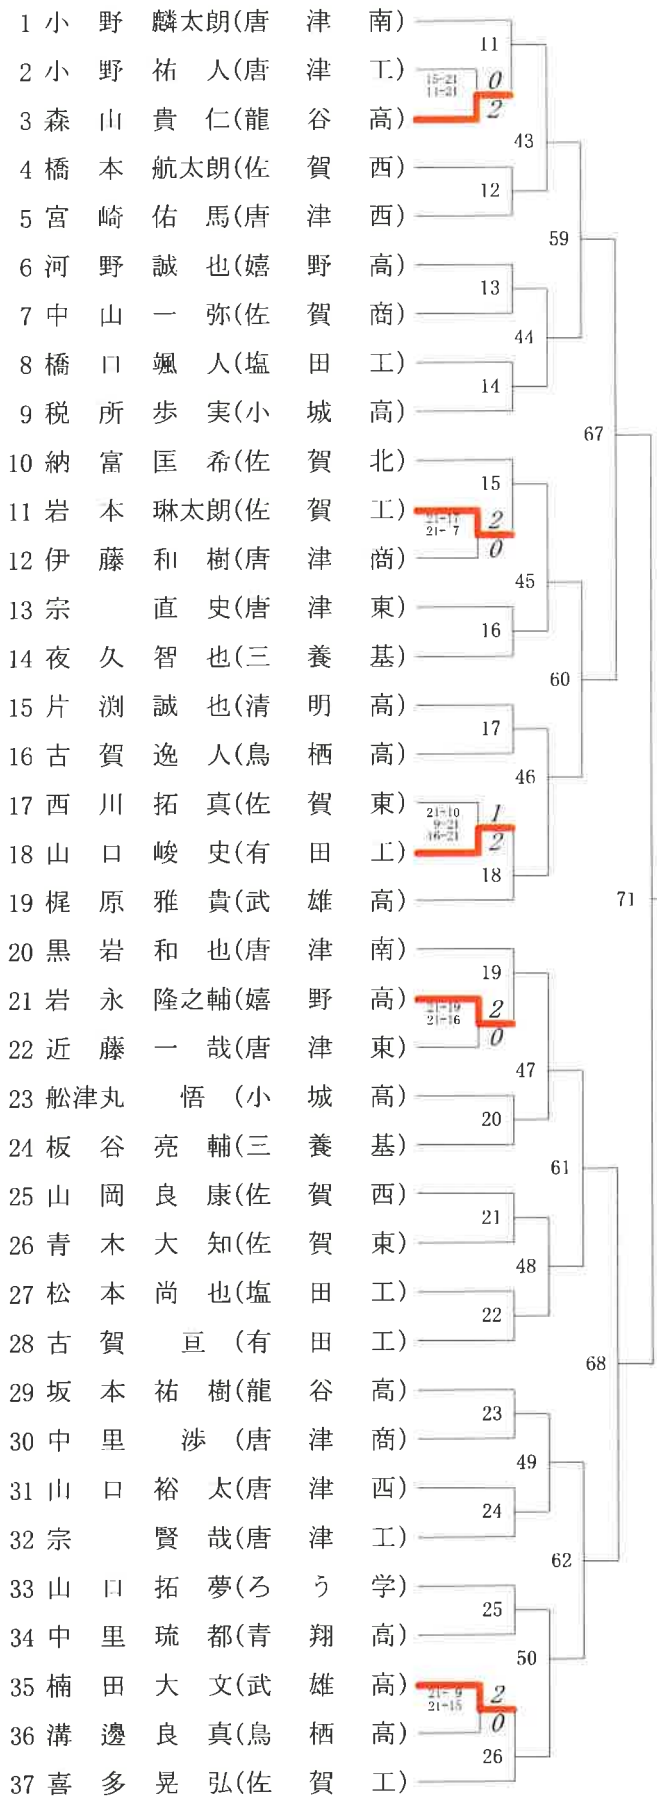 1 小野 麟太朗(唐津南)
11
2 小野祐人(唐津工)
15-21 0
11-21
3 森山貴仁(龍谷高) 2
43
4 橋本 航太朗(佐賀西)
12
5 宮崎佑馬(唐津西)
59
6 河野誠也(嬉野高)
13
7 中山一弥(佐賀商)
44
8 橋口颯人(塩田工)
14
9 税所歩実(小城高)
67
10 納富匡希(佐賀北)
15
11 岩本 琳太朗(佐賀工)
21-17 2
21-7
12 伊藤和樹(唐津商) 0
45
13 宗 直史(唐津東)
16
14 夜久智也(三養基)
60
15 片渕誠也(清明高)
17
16 古賀逸人(鳥栖高)
46
17 西川拓真(佐賀東)
21-10 1
9-21
16-21 2
18 山口峻史(有田工)
18
19 梶原雅貴(武雄高)
71
20 黒岩和也(唐津南)
19
21 岩永 隆之輔(嬉野高)
21-19 2
21-16
22 近藤一哉(唐津東) 0
47
23 舩津丸 悟(小城高)
20
24 板谷亮輔(三養基)
61
25 山岡良康(佐賀西)
21
26 青木大知(佐賀東)
48
27 松本尚也(塩田工)
22
28 古賀 亘(有田工)
68
29 坂本祐樹(龍谷高)
23
30 中里 渉(唐津商)
49
31 山口裕太(唐津西)
24
32 宗 賢哉(唐津工)
62
33 山口拓夢(ろう学)
25
34 中里琉都(青翔高)
50
35 楠田大文(武雄高)
21-9 2
21-15
36 溝邊良真(鳥栖高) 0
26
37 喜多晃弘(佐賀工)